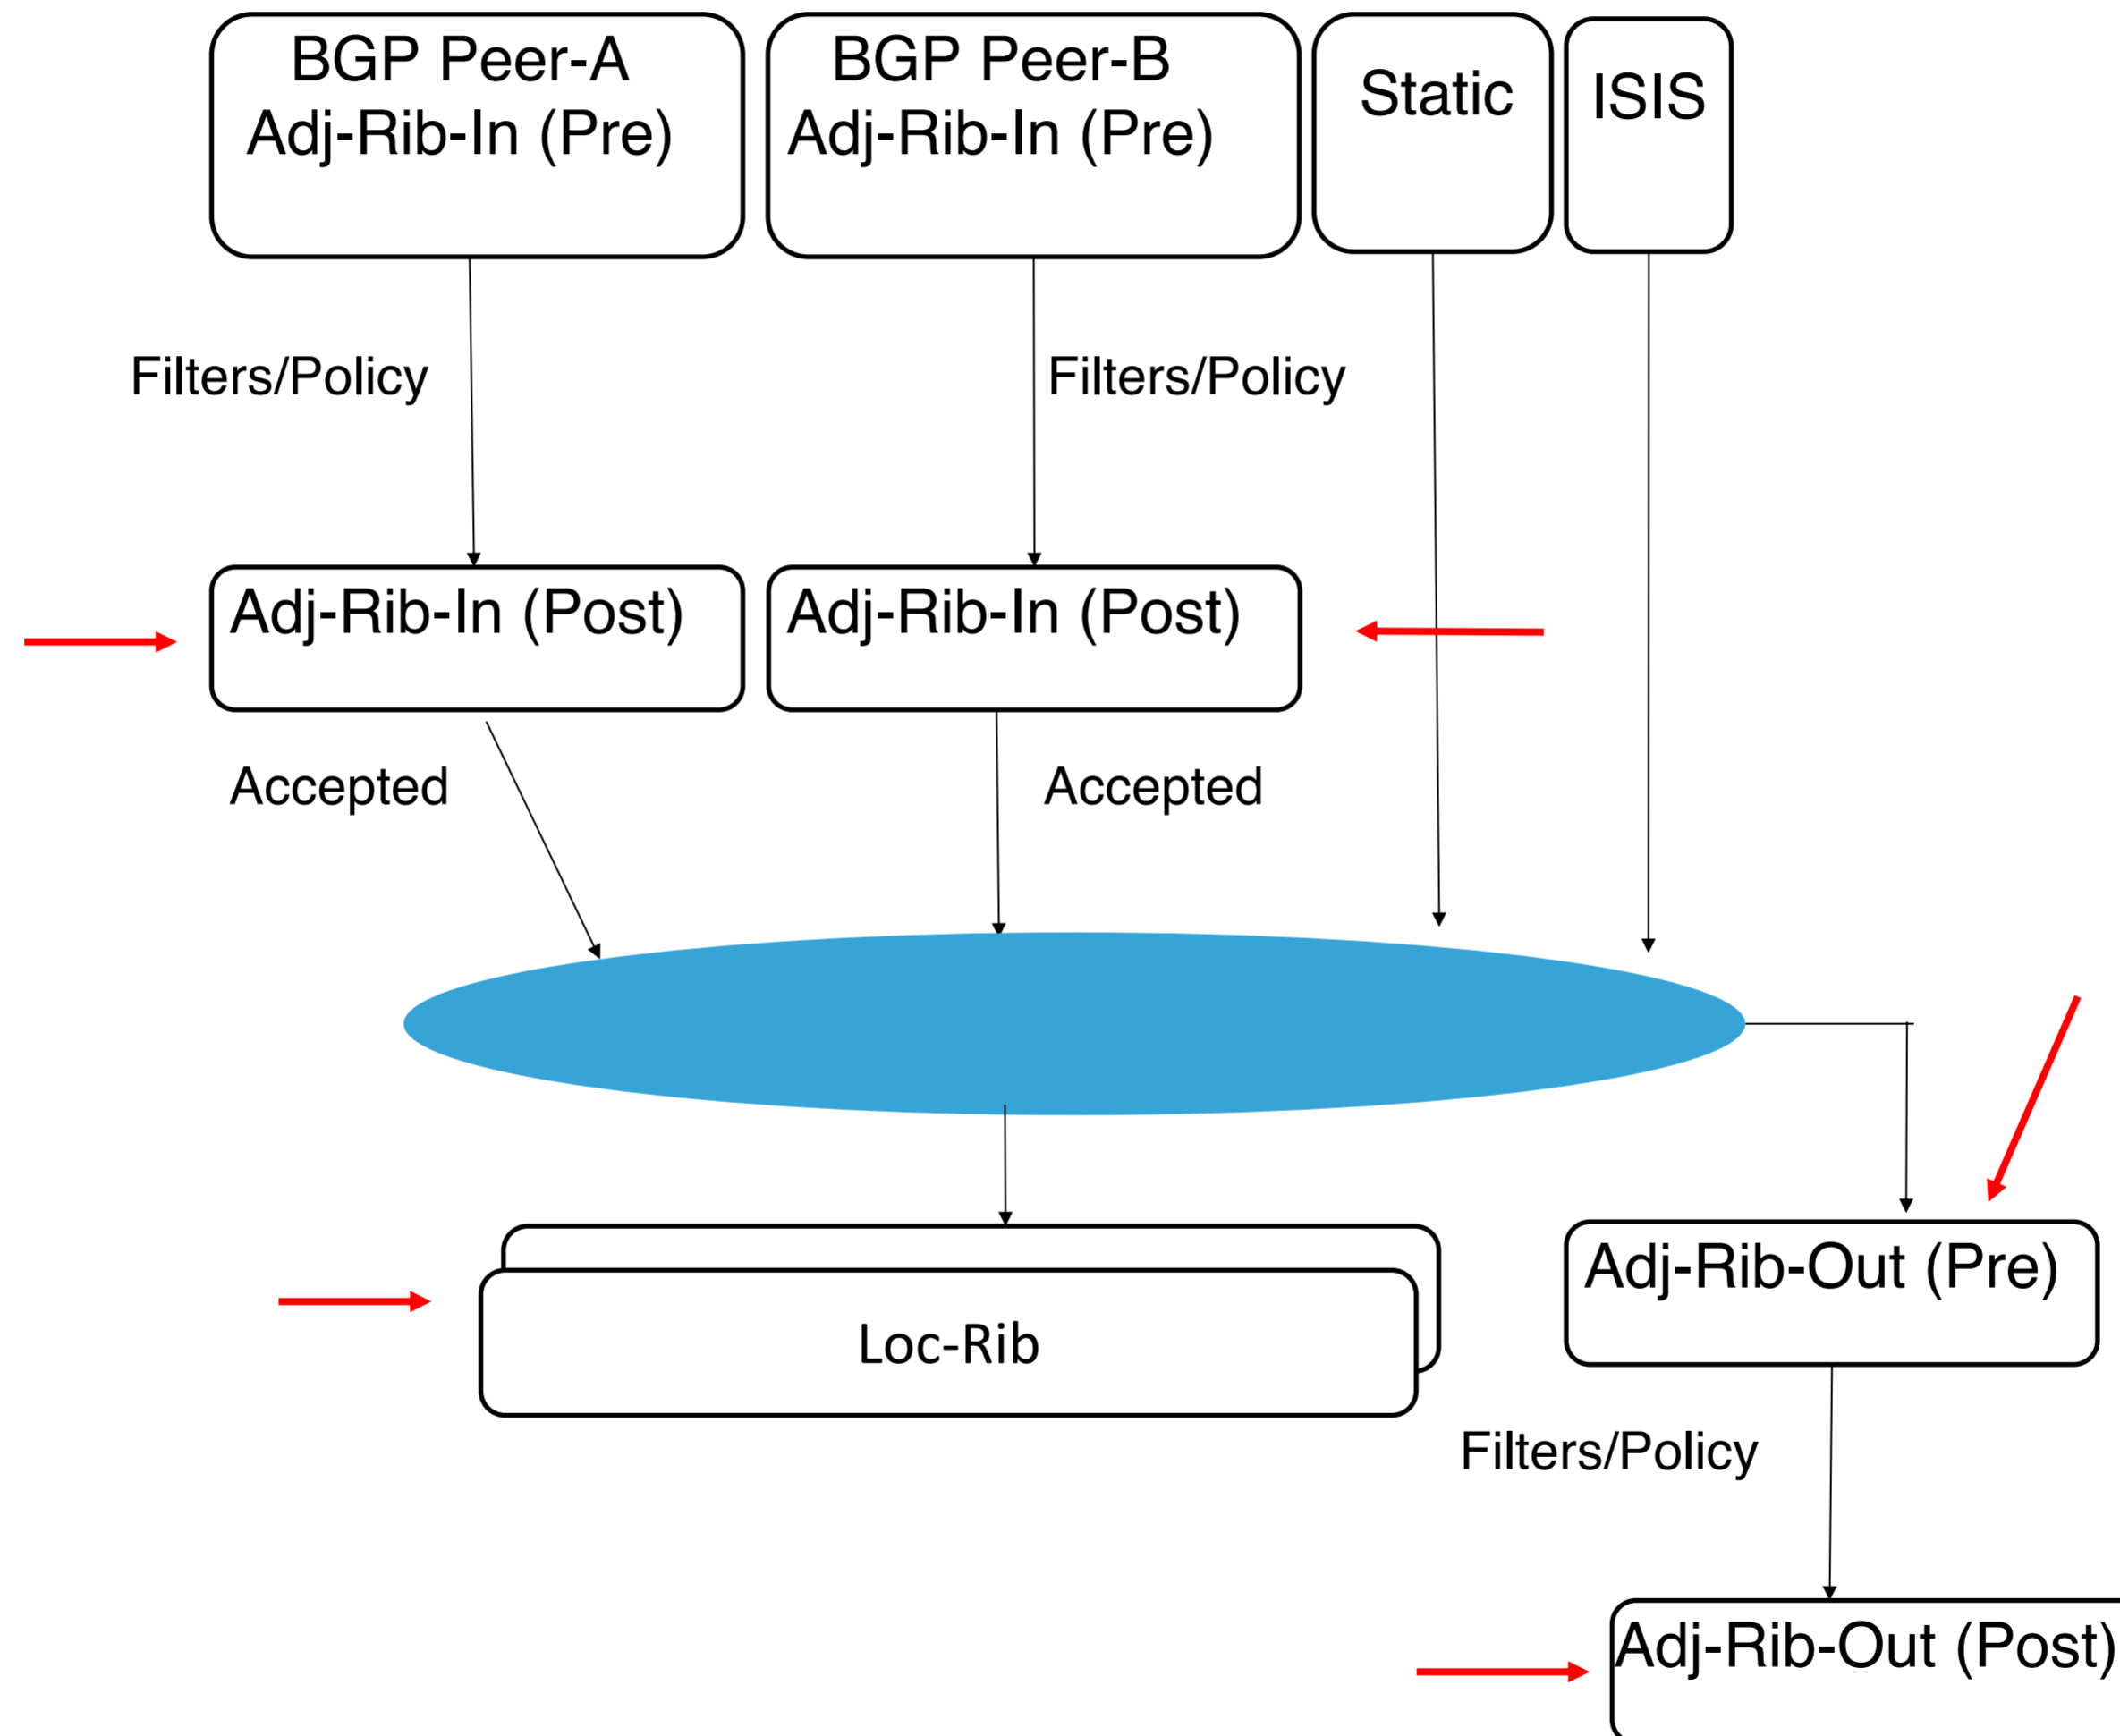 BGP Peer-A
Adj-Rib-In (Pre)
BGP Peer-B
Adj-Rib-In (Pre)
Static
ISIS
Filters/Policy
Filters/Policy
Adj-Rib-In (Post)
Adj-Rib-In (Post)
Accepted
Accepted
Loc-Rib
Adj-Rib-Out (Pre)
Filters/Policy
Adj-Rib-Out (Post)